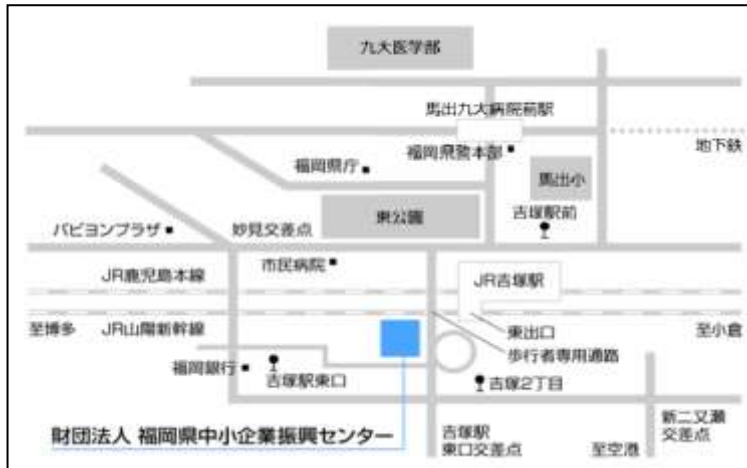 九大医学部
馬出九大病院前駅
地下鉄
福岡県警本部
福岡県庁
馬出小
東公園
吉塚駅前
パピヨンプラザ
妙見交差点
市民病院
JR鹿児島本線
JR吉塚駅
至博多
JR山陽新幹線
東出口
至小倉
歩行者専用通路
福岡銀行
吉塚駅東口
吉塚2丁目
財団法人 福岡県中小企業振興センター
吉塚駅
東口交差点
至空港
新二又瀬
交差点